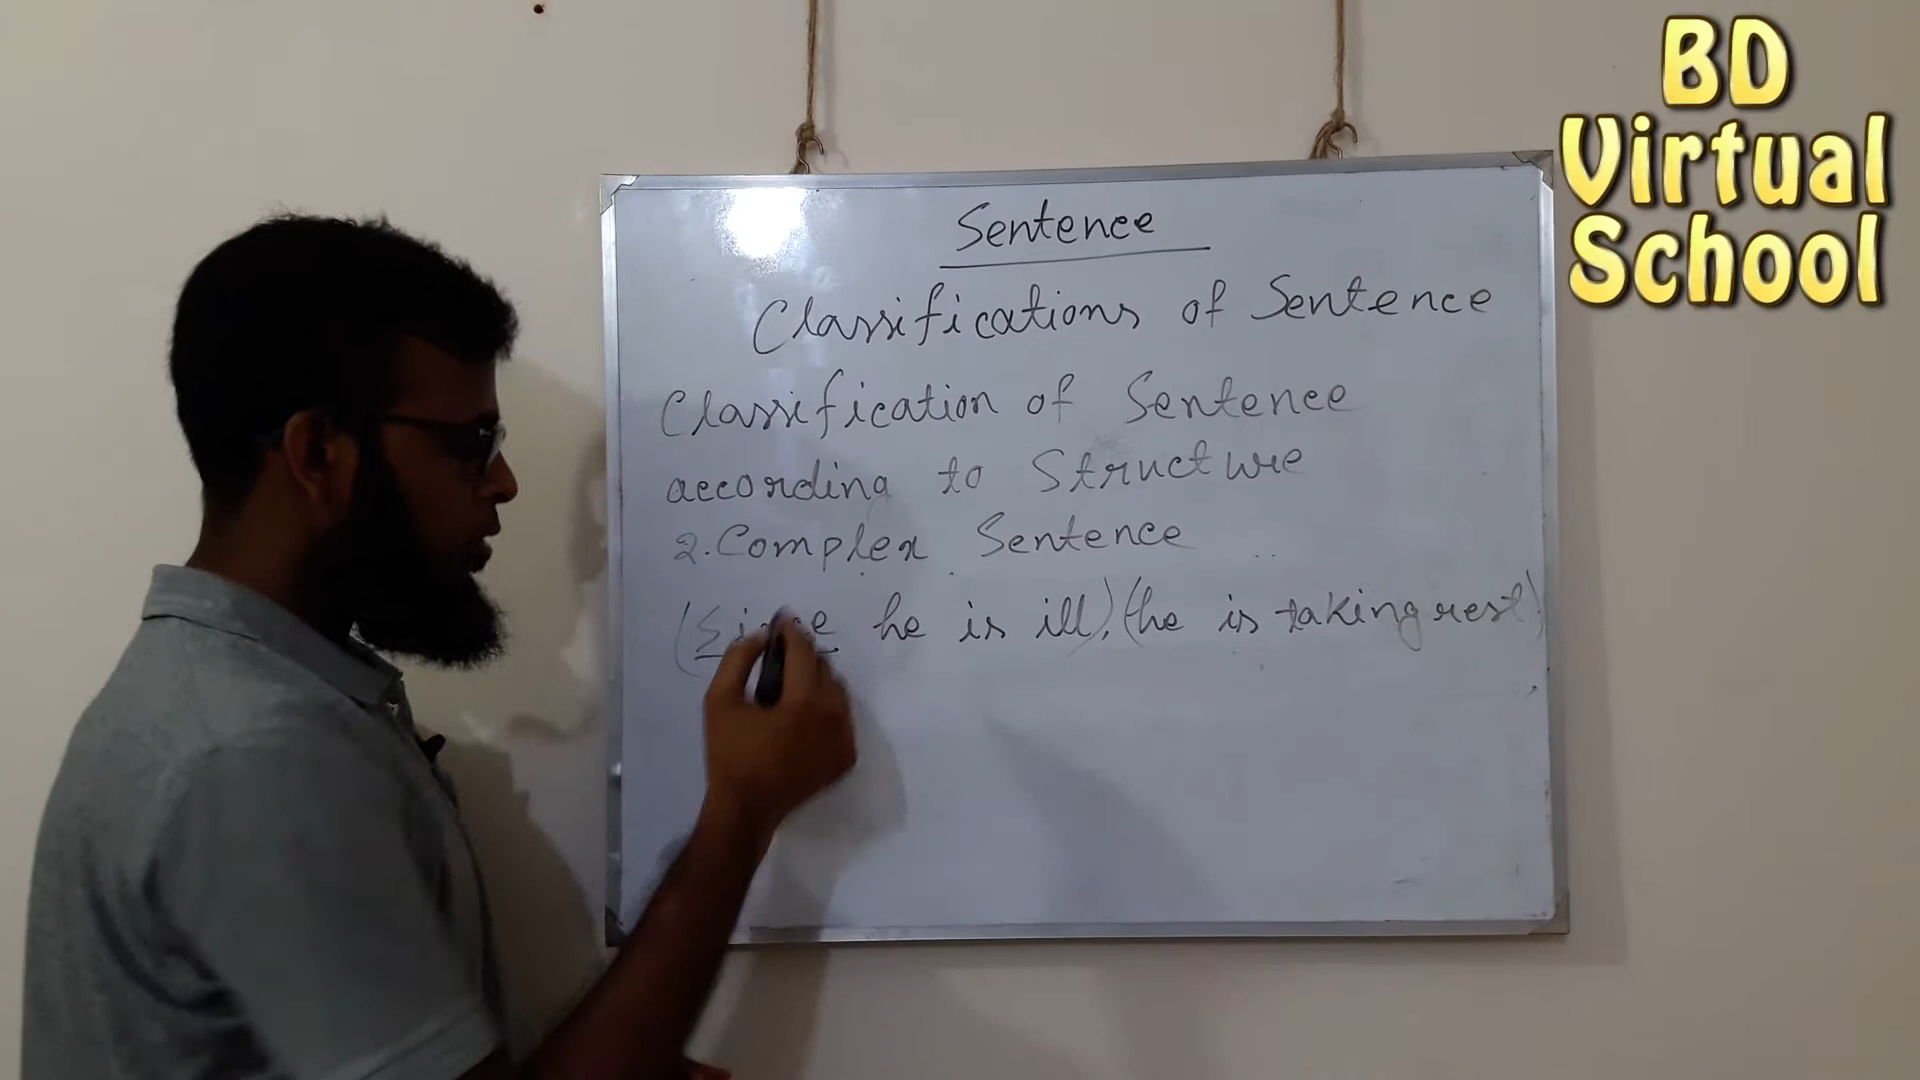 Sentence
Classifications of Sentence
Classification of Sentence
according to Structure
2. Complex Sentence
(Since he is ill), (he is taking rest)
BD
Virtual
School